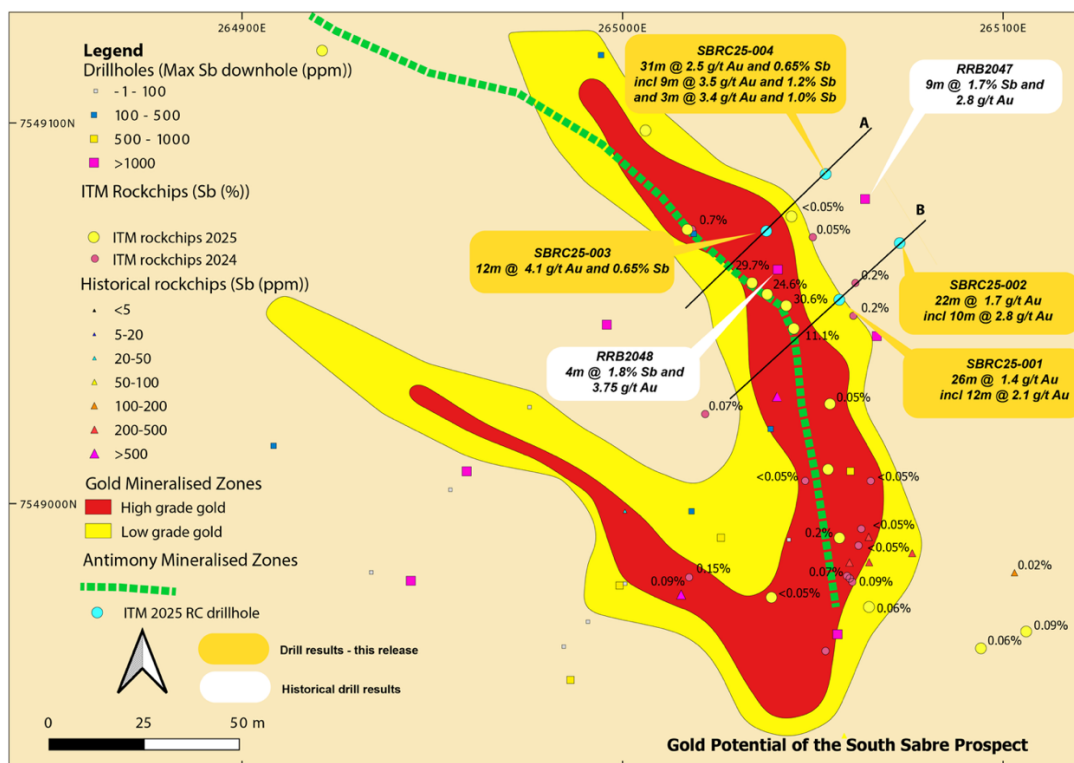 264900E
265000E
265100E
7549100N
7549000N
Legend
Drillholes (Max Sb downhole (ppm))
-1 - 100
100 - 500
500 - 1000
>1000
ITM Rockchips (Sb (%))
ITM rockchips 2025
ITM rockchips 2024
Historical rockchips (Sb (ppm))
<5
5-20
20-50
50-100
100-200
200-500
>500
Gold Mineralised Zones
High grade gold
Low grade gold
Antimony Mineralised Zones
ITM 2025 RC drillhole
Drill results - this release
Historical drill results
0
25
50 m
SBRC25-004
31m @ 2.5 g/t Au and 0.65% Sb
incl 9m @ 3.5 g/t Au and 1.2% Sb
and 3m @ 3.4 g/t Au and 1.0% Sb
RRB2047
9m @ 1.7% Sb and
2.8 g/t Au
A
B
SBRC25-003
12m @ 4.1 g/t Au and 0.65% Sb
SBRC25-002
22m @ 1.7 g/t Au
incl 10m @ 2.8 g/t Au
RRB2048
4m @ 1.8% Sb and
3.75 g/t Au
SBRC25-001
26m @ 1.4 g/t Au
incl 12m @ 2.1 g/t Au
0.7%
<0.05%
0.05%
29.7%
24.6%
30.6%
11.1%
0.2%
0.2%
0.07%
0.05%
<0.05%
<0.05%
<0.05%
0.2%
<0.05%
0.07%
0.09%
0.15%
0.09%
<0.05%
0.06%
0.02%
0.09%
0.06%
Gold Potential of the South Sabre Prospect